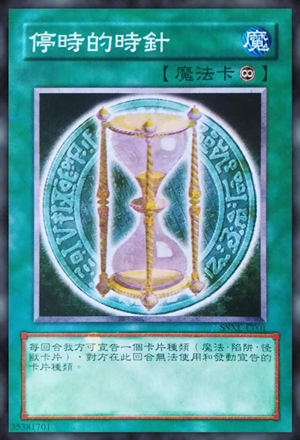 停時的時針
魔
【魔法卡∞】
每回合我方可宣告一個卡片種類（魔法·陷阱·怪
獸卡片），對方在此回合無法使用和發動宣告的
卡片種類。
35381701